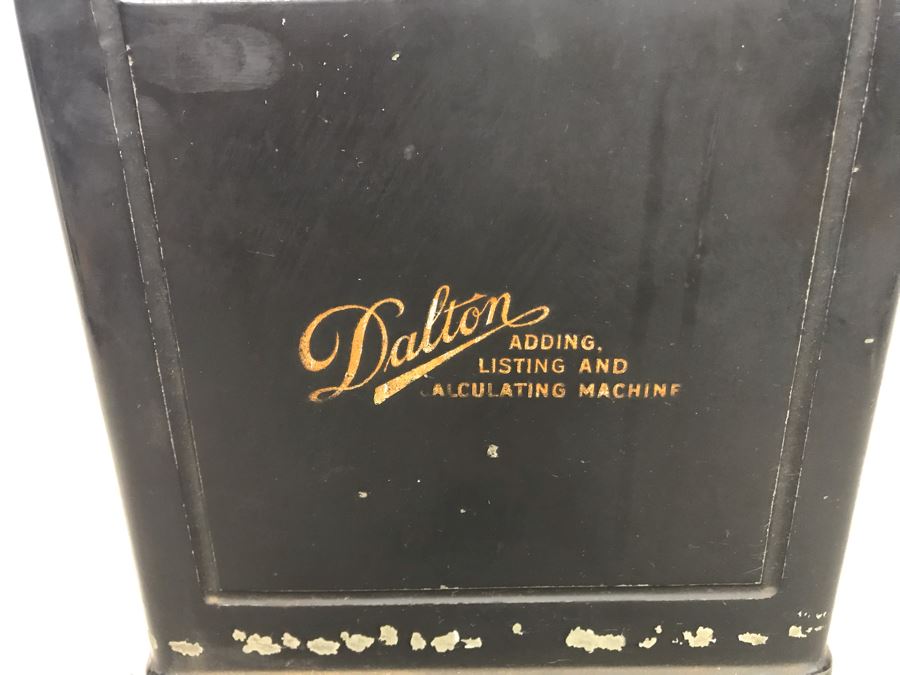 Dalton
ADDING,
LISTING AND
CALCULATING MACHINE